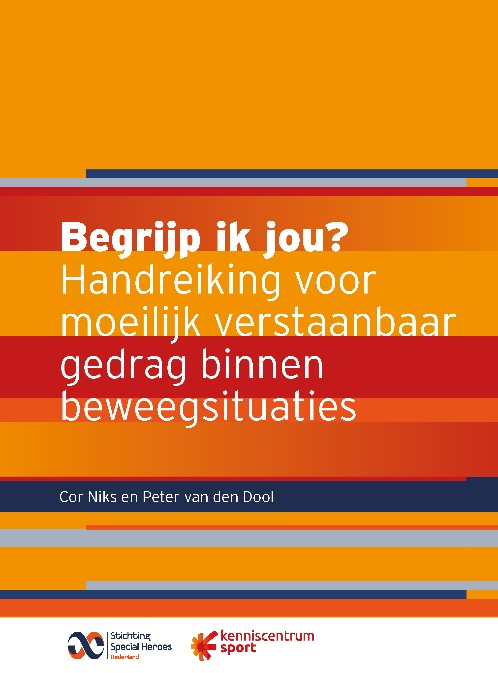 Begrijp ik jou?
Handreiking voor
moeilijk verstaanbaar
gedrag binnen
beweegsituaties
Cor Niks en Peter van den Dool
Stichting
Special Heroes
Nederland
kenniscentrum
sport